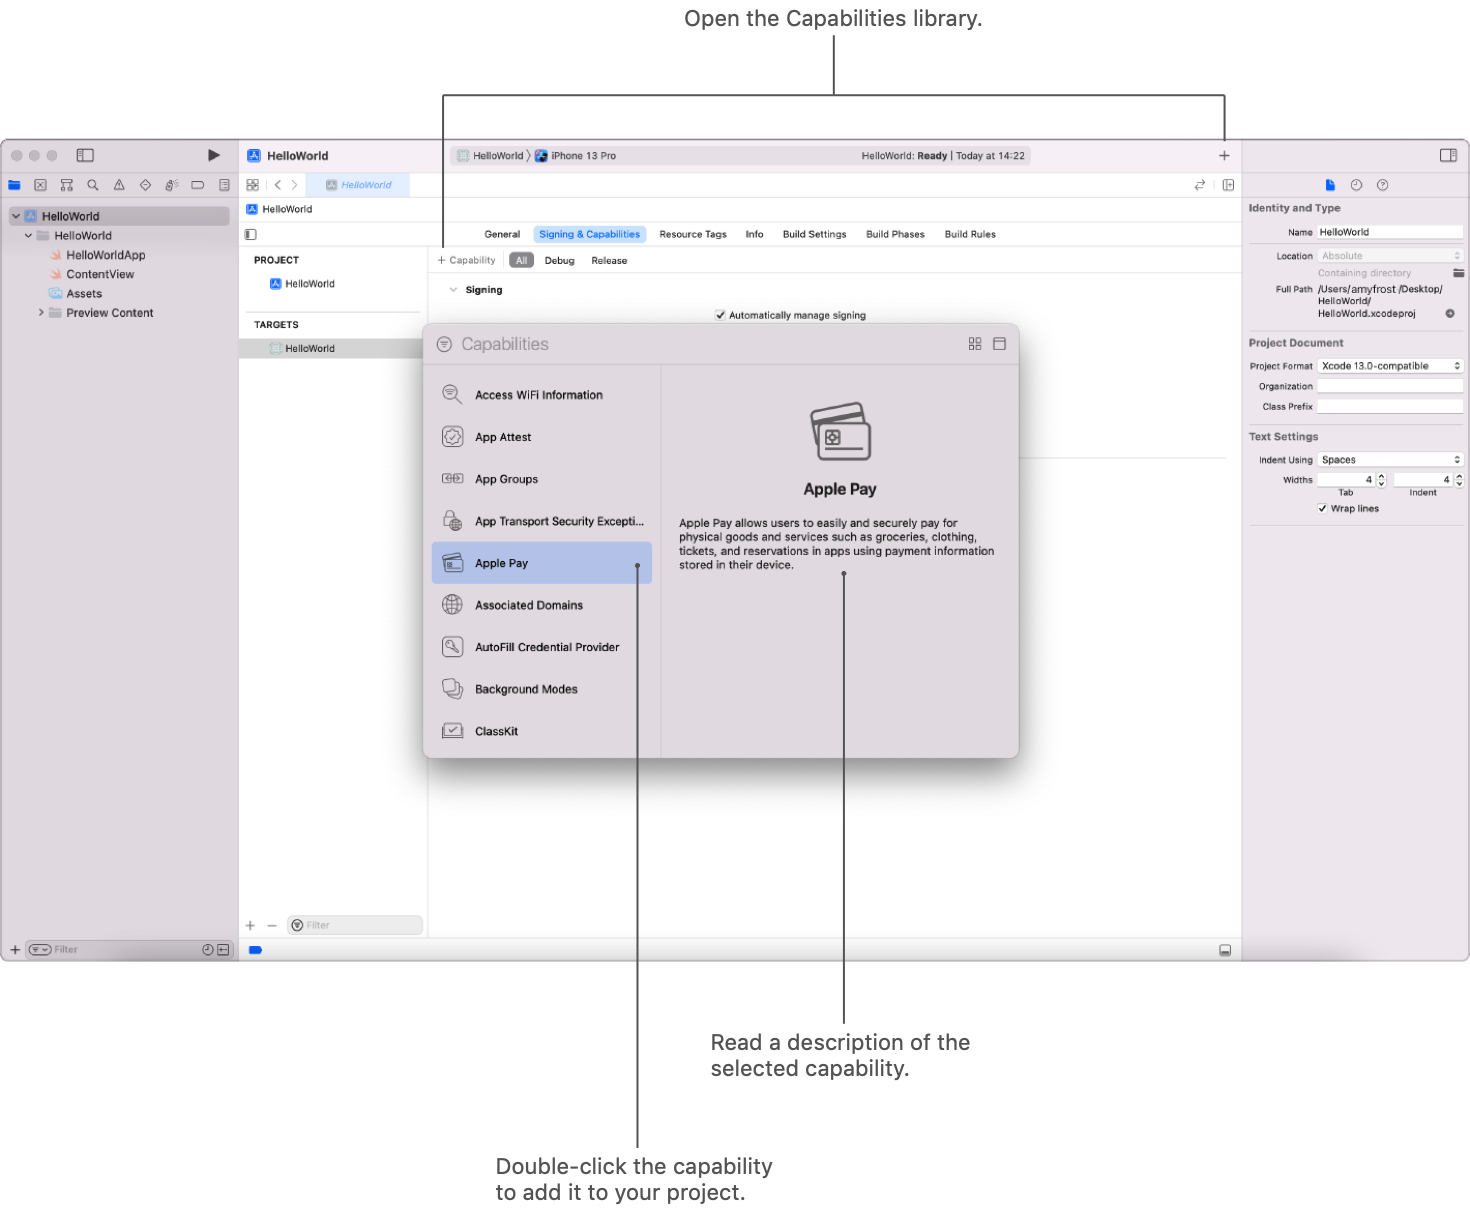 Open the Capabilities library.
HelloWorld
HelloWorld
iPhone 13 Pro
HelloWorld: Ready | Today at 14:22
HelloWorld
HelloWorld
HelloWorld
HelloWorld
HelloWorldApp
ContentView
Assets
Preview Content
Filter
General
Signing & Capabilities
Resource Tags
Info
Build Settings
Build Phases
Build Rules
PROJECT
HelloWorld
TARGETS
HelloWorld
Filter
+ Capability
All
Debug
Release
Signing
Automatically manage signing
Capabilities
Access WiFi Information
App Attest
App Groups
App Transport Security Excepti...
Apple Pay
Associated Domains
AutoFill Credential Provider
Background Modes
ClassKit
Apple Pay
Apple Pay allows users to easily and securely pay for
physical goods and services such as groceries, clothing,
tickets, and reservations in apps using payment information
stored in their device.
Identity and Type
Name HelloWorld
Location Absolute
Containing directory
Full Path /Users/amyfrost /Desktop/
HelloWorld/
HelloWorld.xcodeproj
Project Document
Project Format Xcode 13.0-compatible
Organization
Class Prefix
Text Settings
Indent Using Spaces
Widths 4 4
Tab Indent
Wrap lines
Read a description of the
selected capability.
Double-click the capability
to add it to your project.